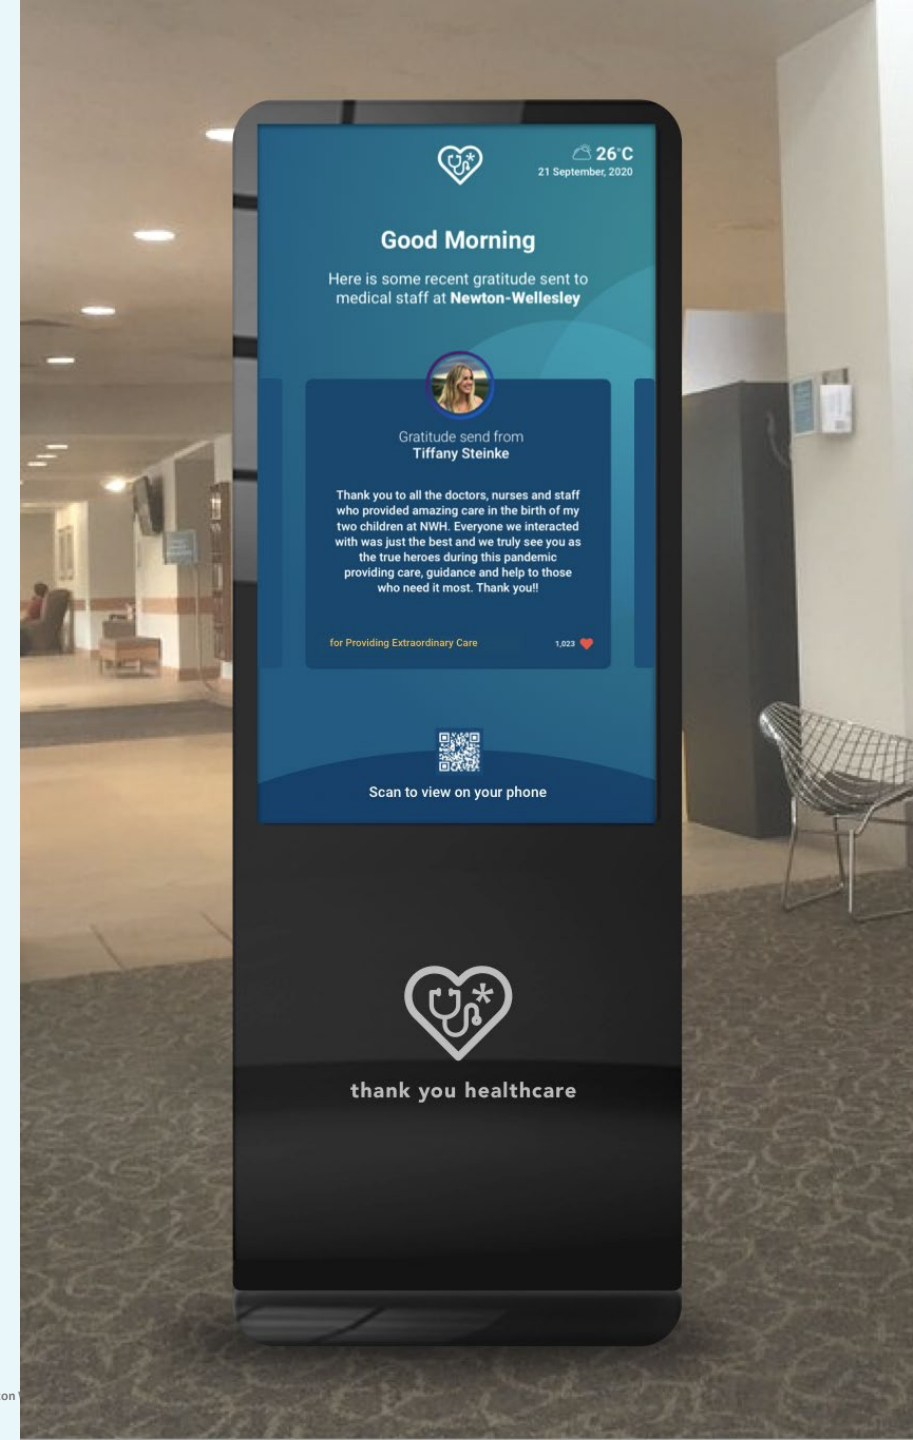 26°C
21 September, 2020
Good Morning
Here is some recent gratitude sent to
medical staff at Newton-Wellesley
Gratitude send from
Tiffany Steinke
Thank you to all the doctors, nurses and staff
who provided amazing care in the birth of my
two children at NWH. Everyone we interacted
with was just the best and we truly see you as
the true heroes during this pandemic
providing care, guidance and help to those
who need it most. Thank you!!
for Providing Extraordinary Care
1,023
Scan to view on your phone
thank you healthcare